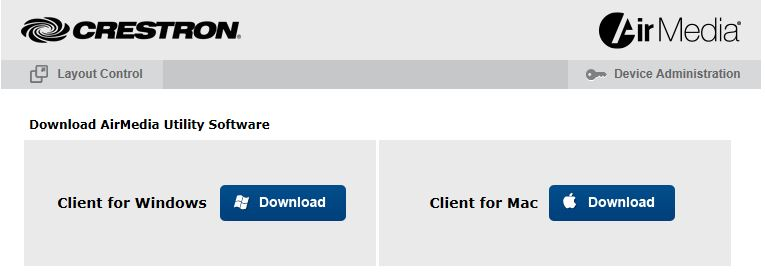 CRESTRON®
AirMedia®
Layout Control
Device Administration
Download AirMedia Utility Software
Client for Windows
Download
Client for Mac
Download